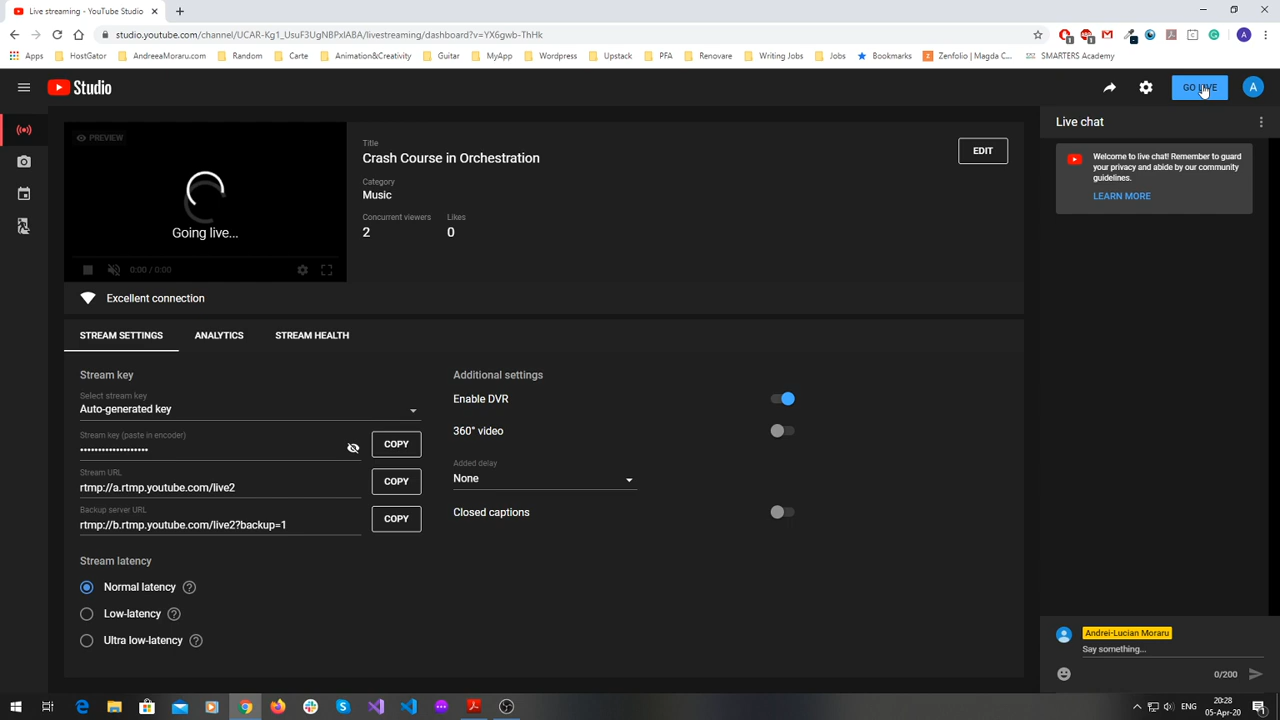 Live streaming - YouTube Studio
studio.youtube.com/channel/UCAR-Kg1_UsuF3UgNBPxlABA/livestreaming/dashboard?v=YX6gwb-ThHk
Apps HostGator AndreeaMoraru.com Random Carte Animation&Creativity Guitar MyApp Wordpress Upstack PFA Renovare Writing Jobs Jobs Bookmarks Zenfolio | Magda C... SMARTERS Academy
Studio
GO LIVE
A
PREVIEW
Going live...
0:00 / 0:00
Title
Crash Course in Orchestration
Category
Music
Concurrent viewers Likes
2 0
EDIT
Excellent connection
STREAM SETTINGS ANALYTICS STREAM HEALTH
Stream key
Select stream key
Auto-generated key
Stream key (paste in encoder)
••••••••••••••••••
COPY
Stream URL
rtmp://a.rtmp.youtube.com/live2
COPY
Backup server URL
rtmp://b.rtmp.youtube.com/live2?backup=1
COPY
Stream latency
Normal latency
Low-latency
Ultra low-latency
Additional settings
Enable DVR
360° video
Added delay
None
Closed captions
Live chat
Welcome to live chat! Remember to guard
your privacy and abide by our community
guidelines.
LEARN MORE
Andrei-Lucian Moraru
Say something...
0/200
ENG
20:28
05-Apr-20